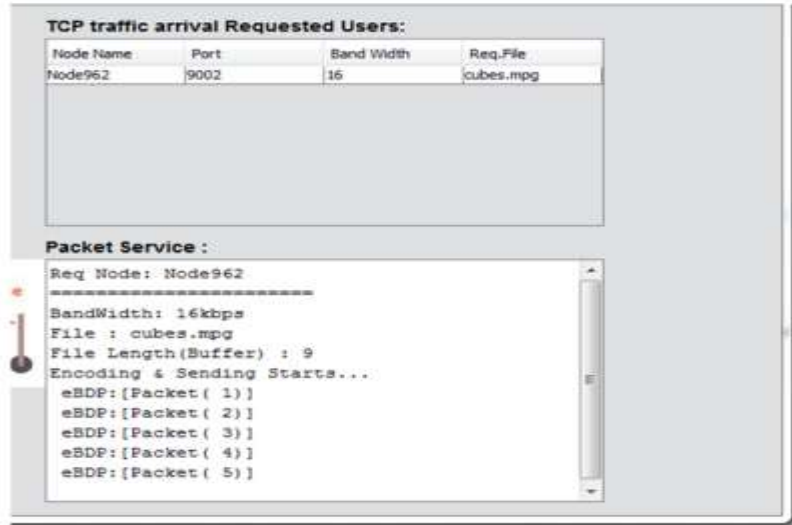 TCP traffic arrival Requested Users:
Node Name Port Band Width Req.File
Node962 9002 16 cubes.mpg
Packet Service :
Req Node: Node962
========================
BandWidth: 16kbps
File : cubes.mpg
File Length(Buffer) : 9
Encoding & Sending Starts...
eBDP:[Packet( 1)]
eBDP:[Packet( 2)]
eBDP:[Packet( 3)]
eBDP:[Packet( 4)]
eBDP:[Packet( 5)]